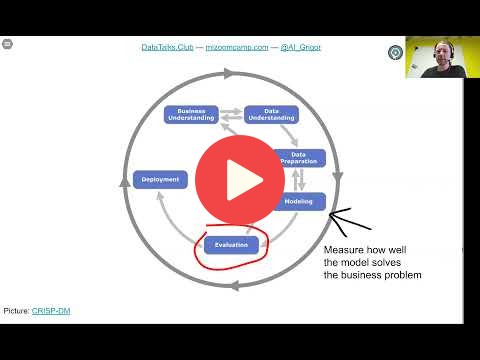 DataTalks.Club — mlzoomcamp.com — @Al_Grigor
Business
Understanding
Data
Understanding
Data
Preparation
Modeling
Deployment
Evaluation
Measure how well
the model solves
the business problem
Picture: CRISP-DM